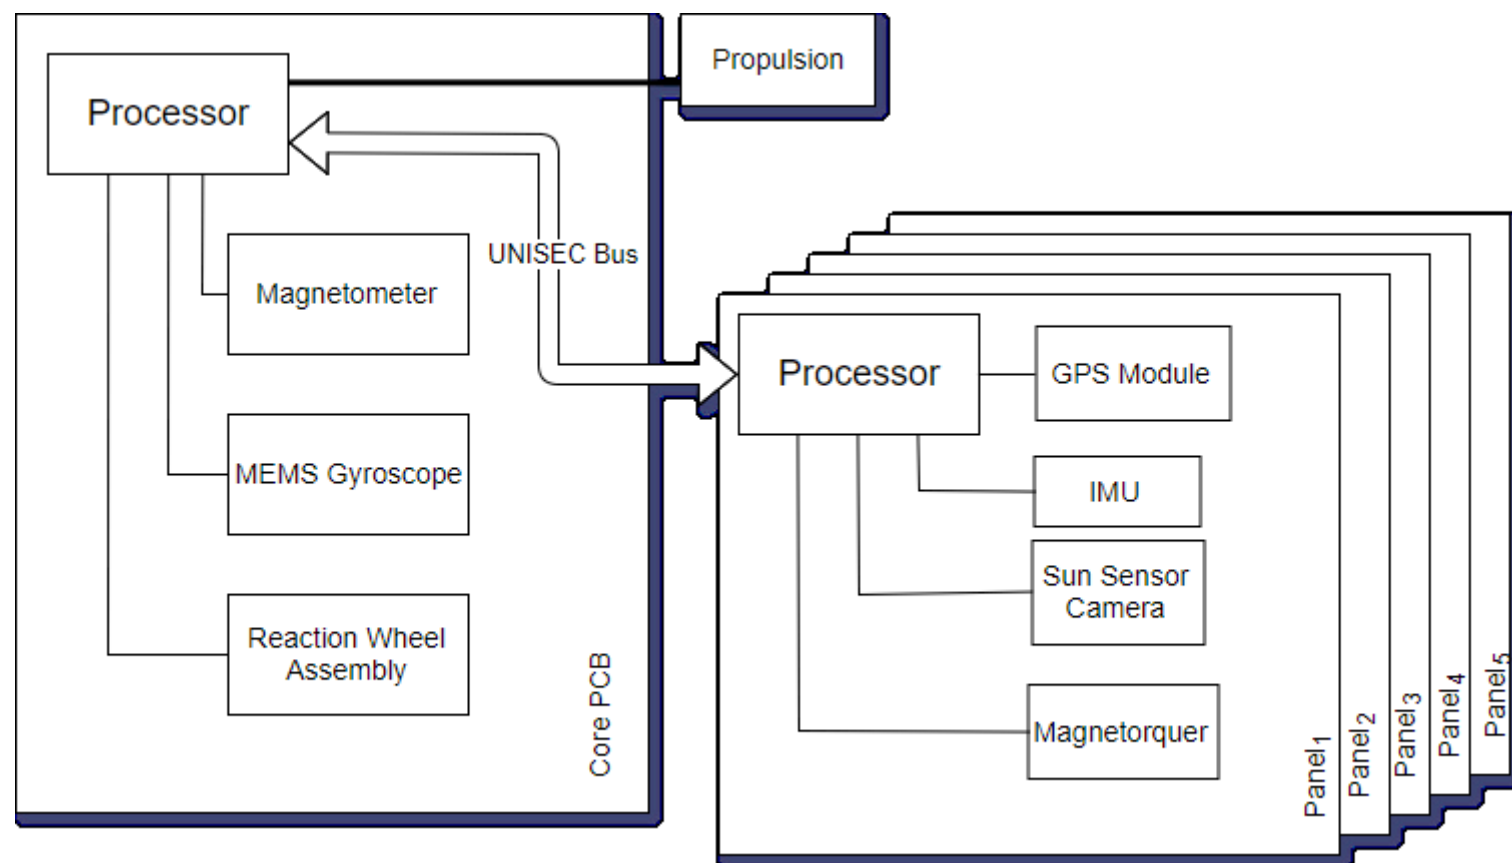 Processor
Propulsion
UNISEC Bus
Magnetometer
MEMS Gyroscope
Reaction Wheel
Assembly
Core PCB
Processor
GPS Module
IMU
Sun Sensor
Camera
Magnetorquer
Panel1
Panel2
Panel3
Panel4
Panel5